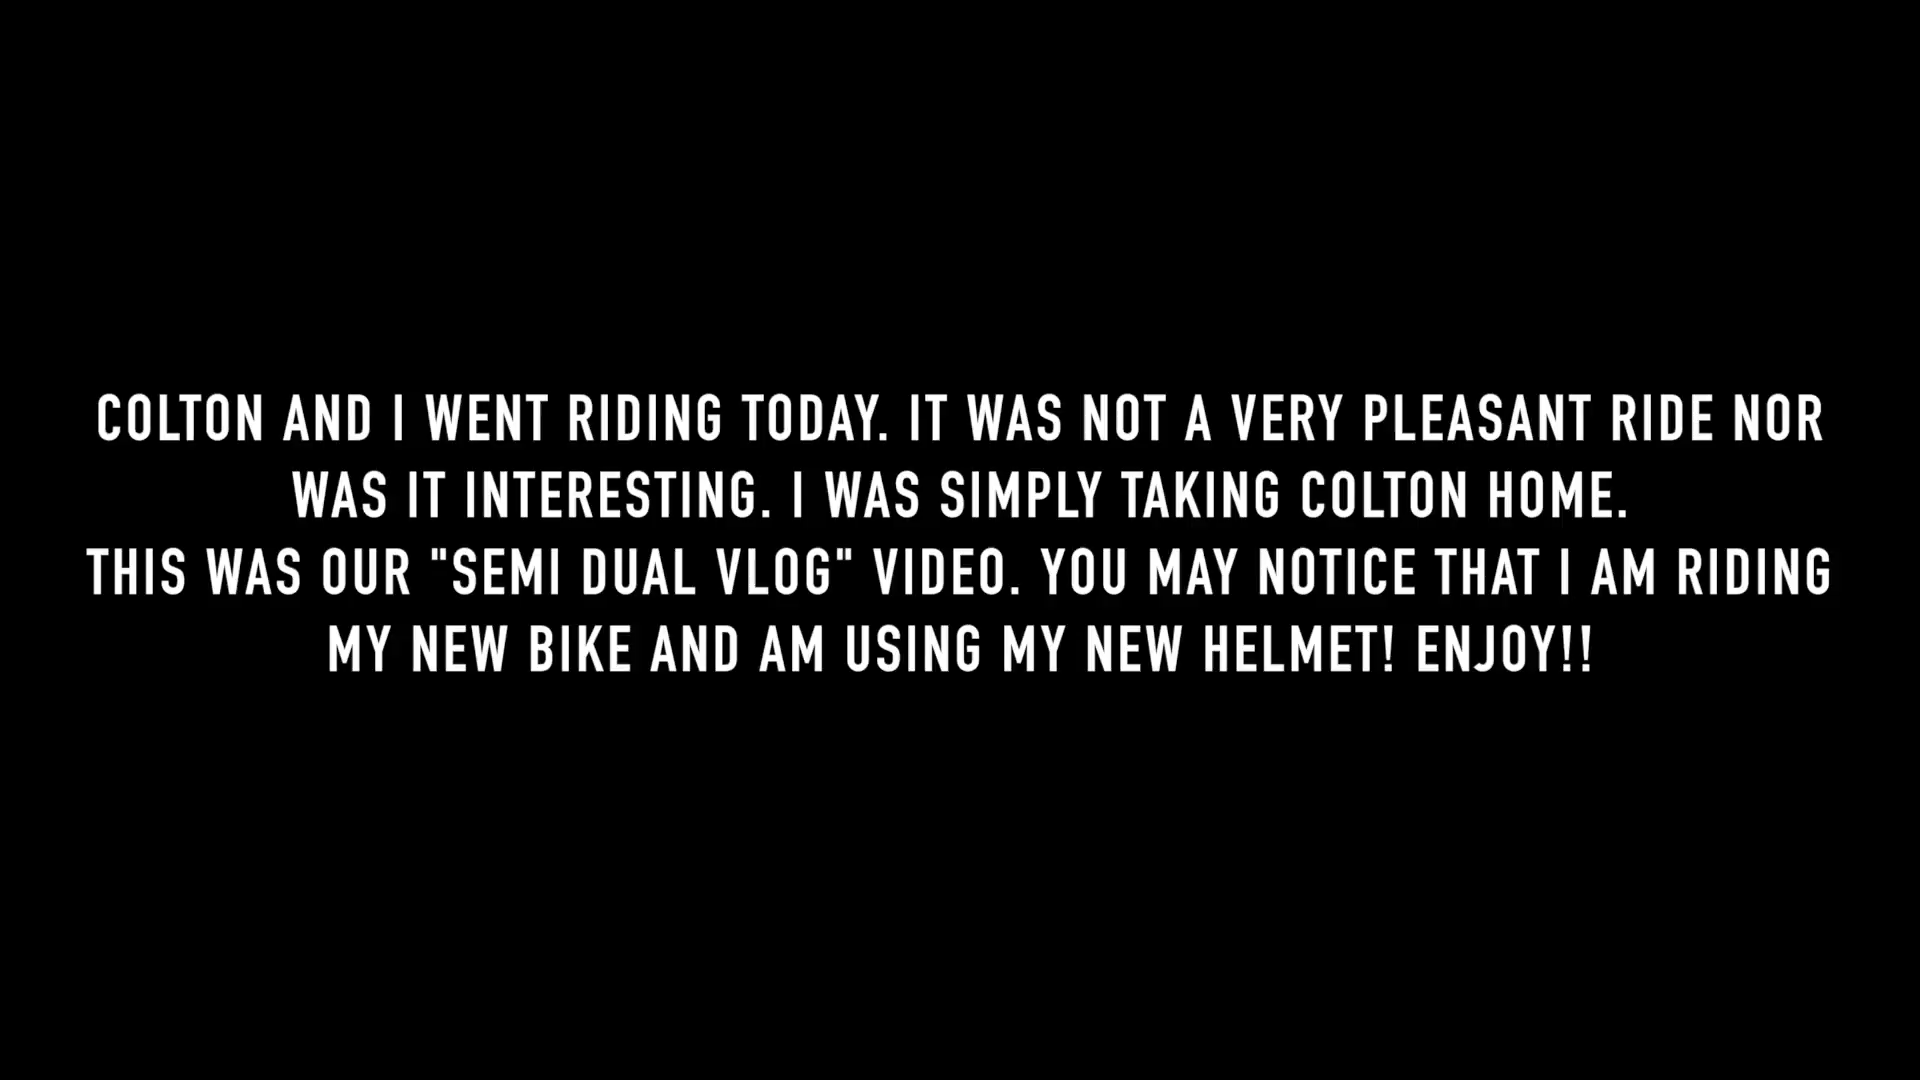 COLTON AND I WENT RIDING TODAY. IT WAS NOT A VERY PLEASANT RIDE NOR
WAS IT INTERESTING. I WAS SIMPLY TAKING COLTON HOME.
THIS WAS OUR "SEMI DUAL VLOG" VIDEO. YOU MAY NOTICE THAT I AM RIDING
MY NEW BIKE AND AM USING MY NEW HELMET! ENJOY!!